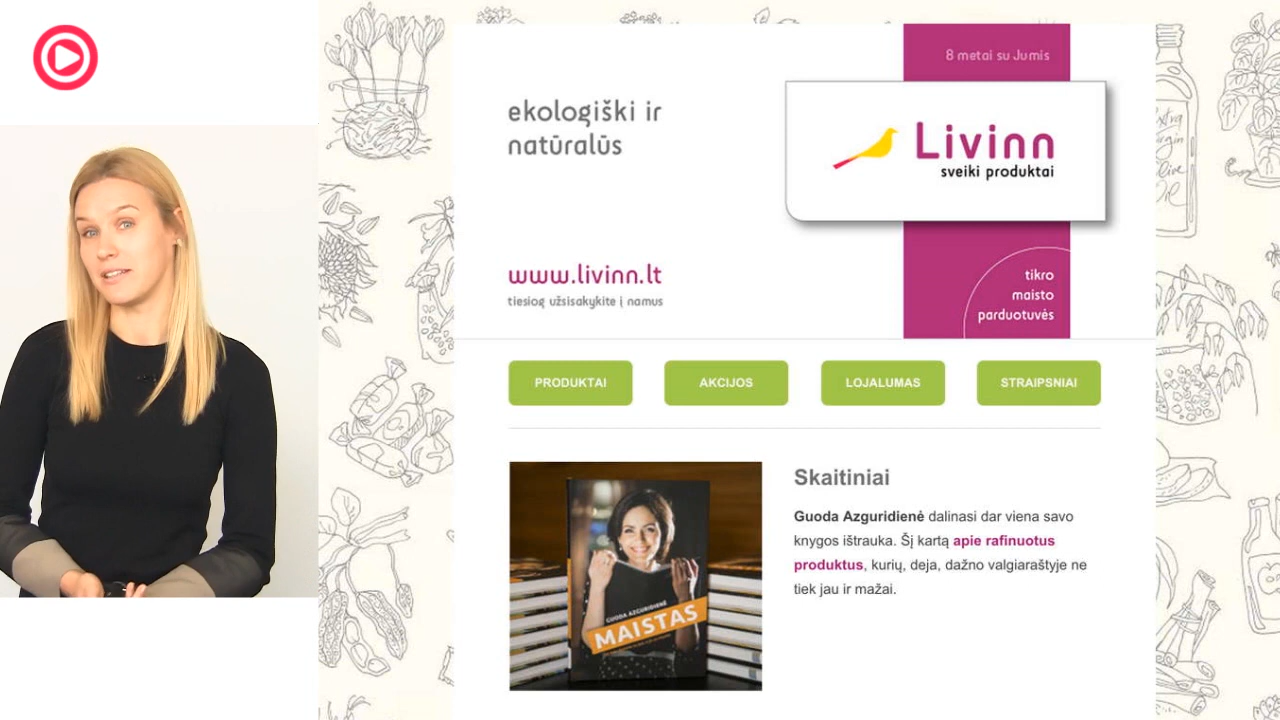 8 metai su Jumis
ekologiški ir
natūralūs
Livinn
sveiki produktai
www.livinn.lt
tiesiog užsisakykite į namus
tikro
maisto
parduotuvės
PRODUKTAI
AKCIJOS
LOJALUMAS
STRAIPSNIAI
Skaitiniai
Guoda Azguridienė dalinasi dar viena savo
knygos ištrauka. Šį kartą apie rafinuotus
produktus, kurių, deja, dažno valgiaraštyje ne
tiek jau ir mažai.
GUODA AZGURIDIENĖ
MAISTAS